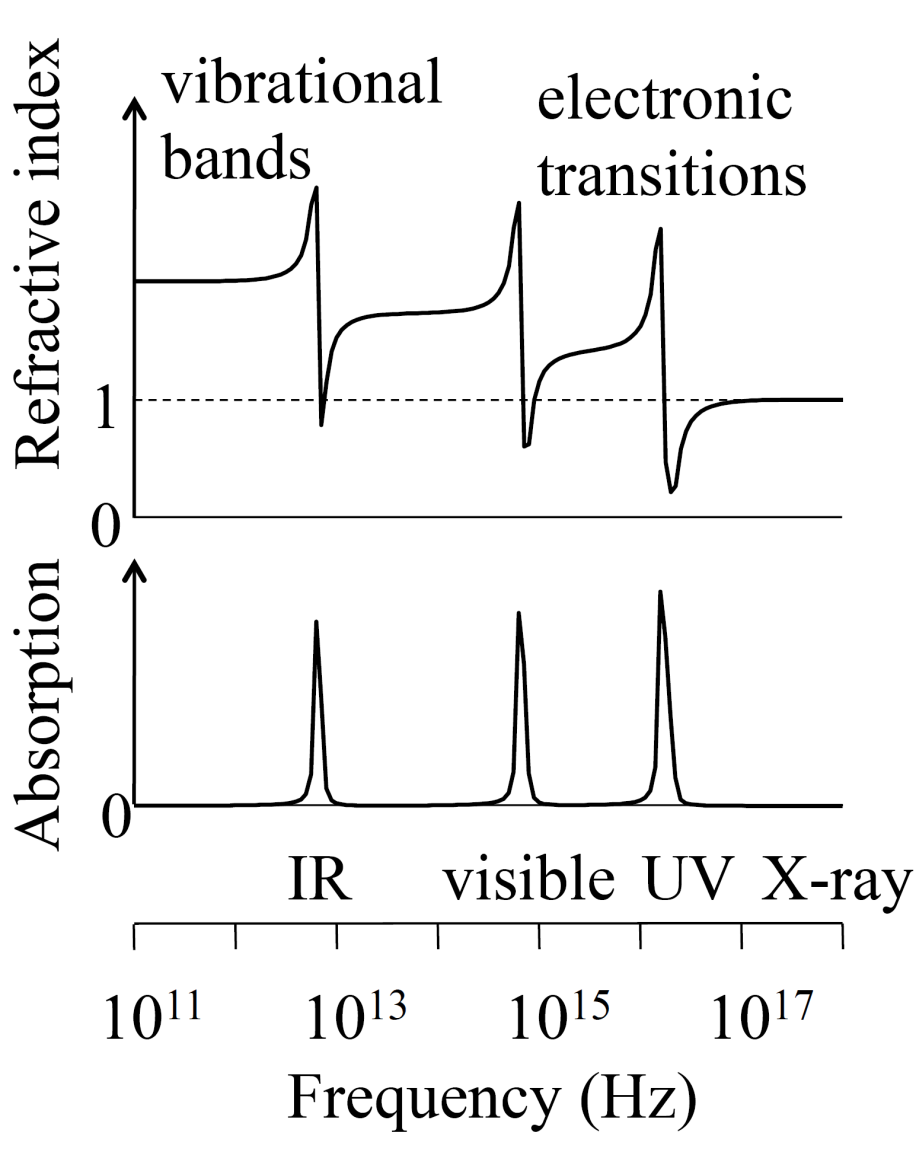 vibrational
bands
electronic
transitions
Refractive index
1
0
Absorption
0
IR visible UV X-ray
10¹¹ 10¹³ 10¹⁵ 10¹⁷
Frequency (Hz)